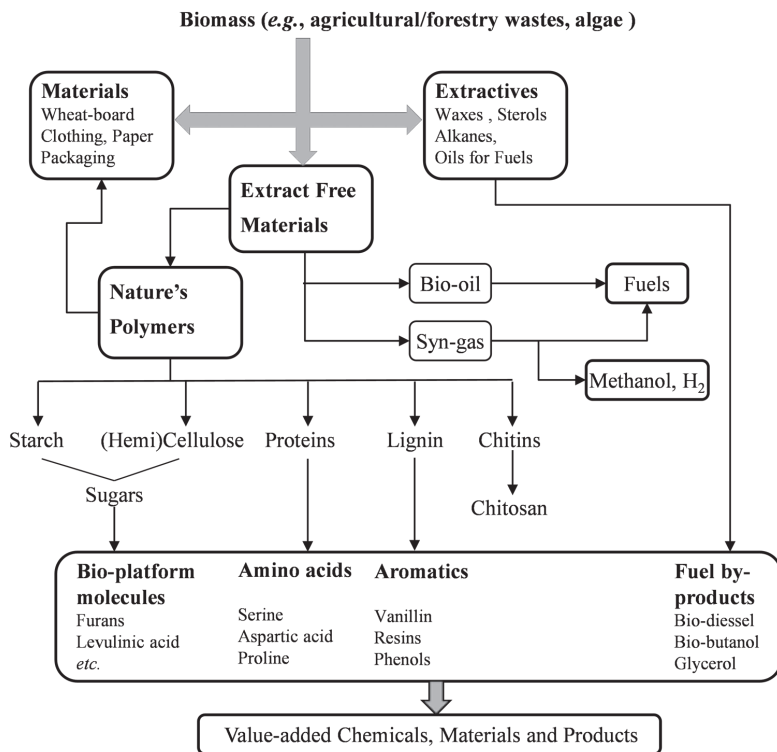 Biomass (e.g., agricultural/forestry wastes, algae )
Materials
Wheat-board
Clothing, Paper
Packaging
Extractives
Waxes , Sterols
Alkanes,
Oils for Fuels
Extract Free
Materials
Nature's
Polymers
Bio-oil
Fuels
Syn-gas
Methanol, H₂
Starch
(Hemi)Cellulose
Proteins
Lignin
Chitins
Sugars
Chitosan
Bio-platform
molecules
Furans
Levulinic acid
etc.
Amino acids
Serine
Aspartic acid
Proline
Aromatics
Vanillin
Resins
Phenols
Fuel by-
products
Bio-diessel
Bio-butanol
Glycerol
Value-added Chemicals, Materials and Products